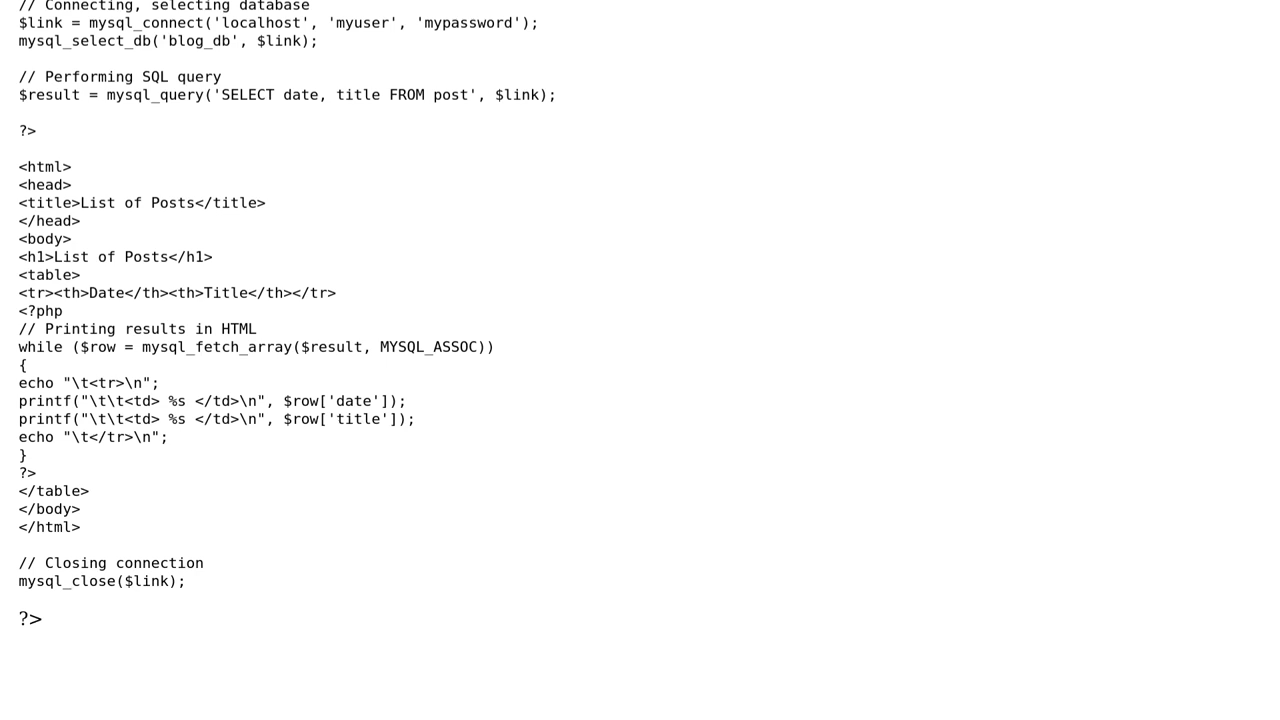 // Connecting, selecting database
$link = mysql_connect('localhost', 'myuser', 'mypassword');
mysql_select_db('blog_db', $link);

// Performing SQL query
$result = mysql_query('SELECT date, title FROM post', $link);

?>

<html>
<head>
<title>List of Posts</title>
</head>
<body>
<h1>List of Posts</h1>
<table>
<tr><th>Date</th><th>Title</th></tr>
<?php
// Printing results in HTML
while ($row = mysql_fetch_array($result, MYSQL_ASSOC))
{
echo "\t<tr>\n";
printf("\t\t<td> %s </td>\n", $row['date']);
printf("\t\t<td> %s </td>\n", $row['title']);
echo "\t</tr>\n";
}
?>
</table>
</body>
</html>

// Closing connection
mysql_close($link);

?>